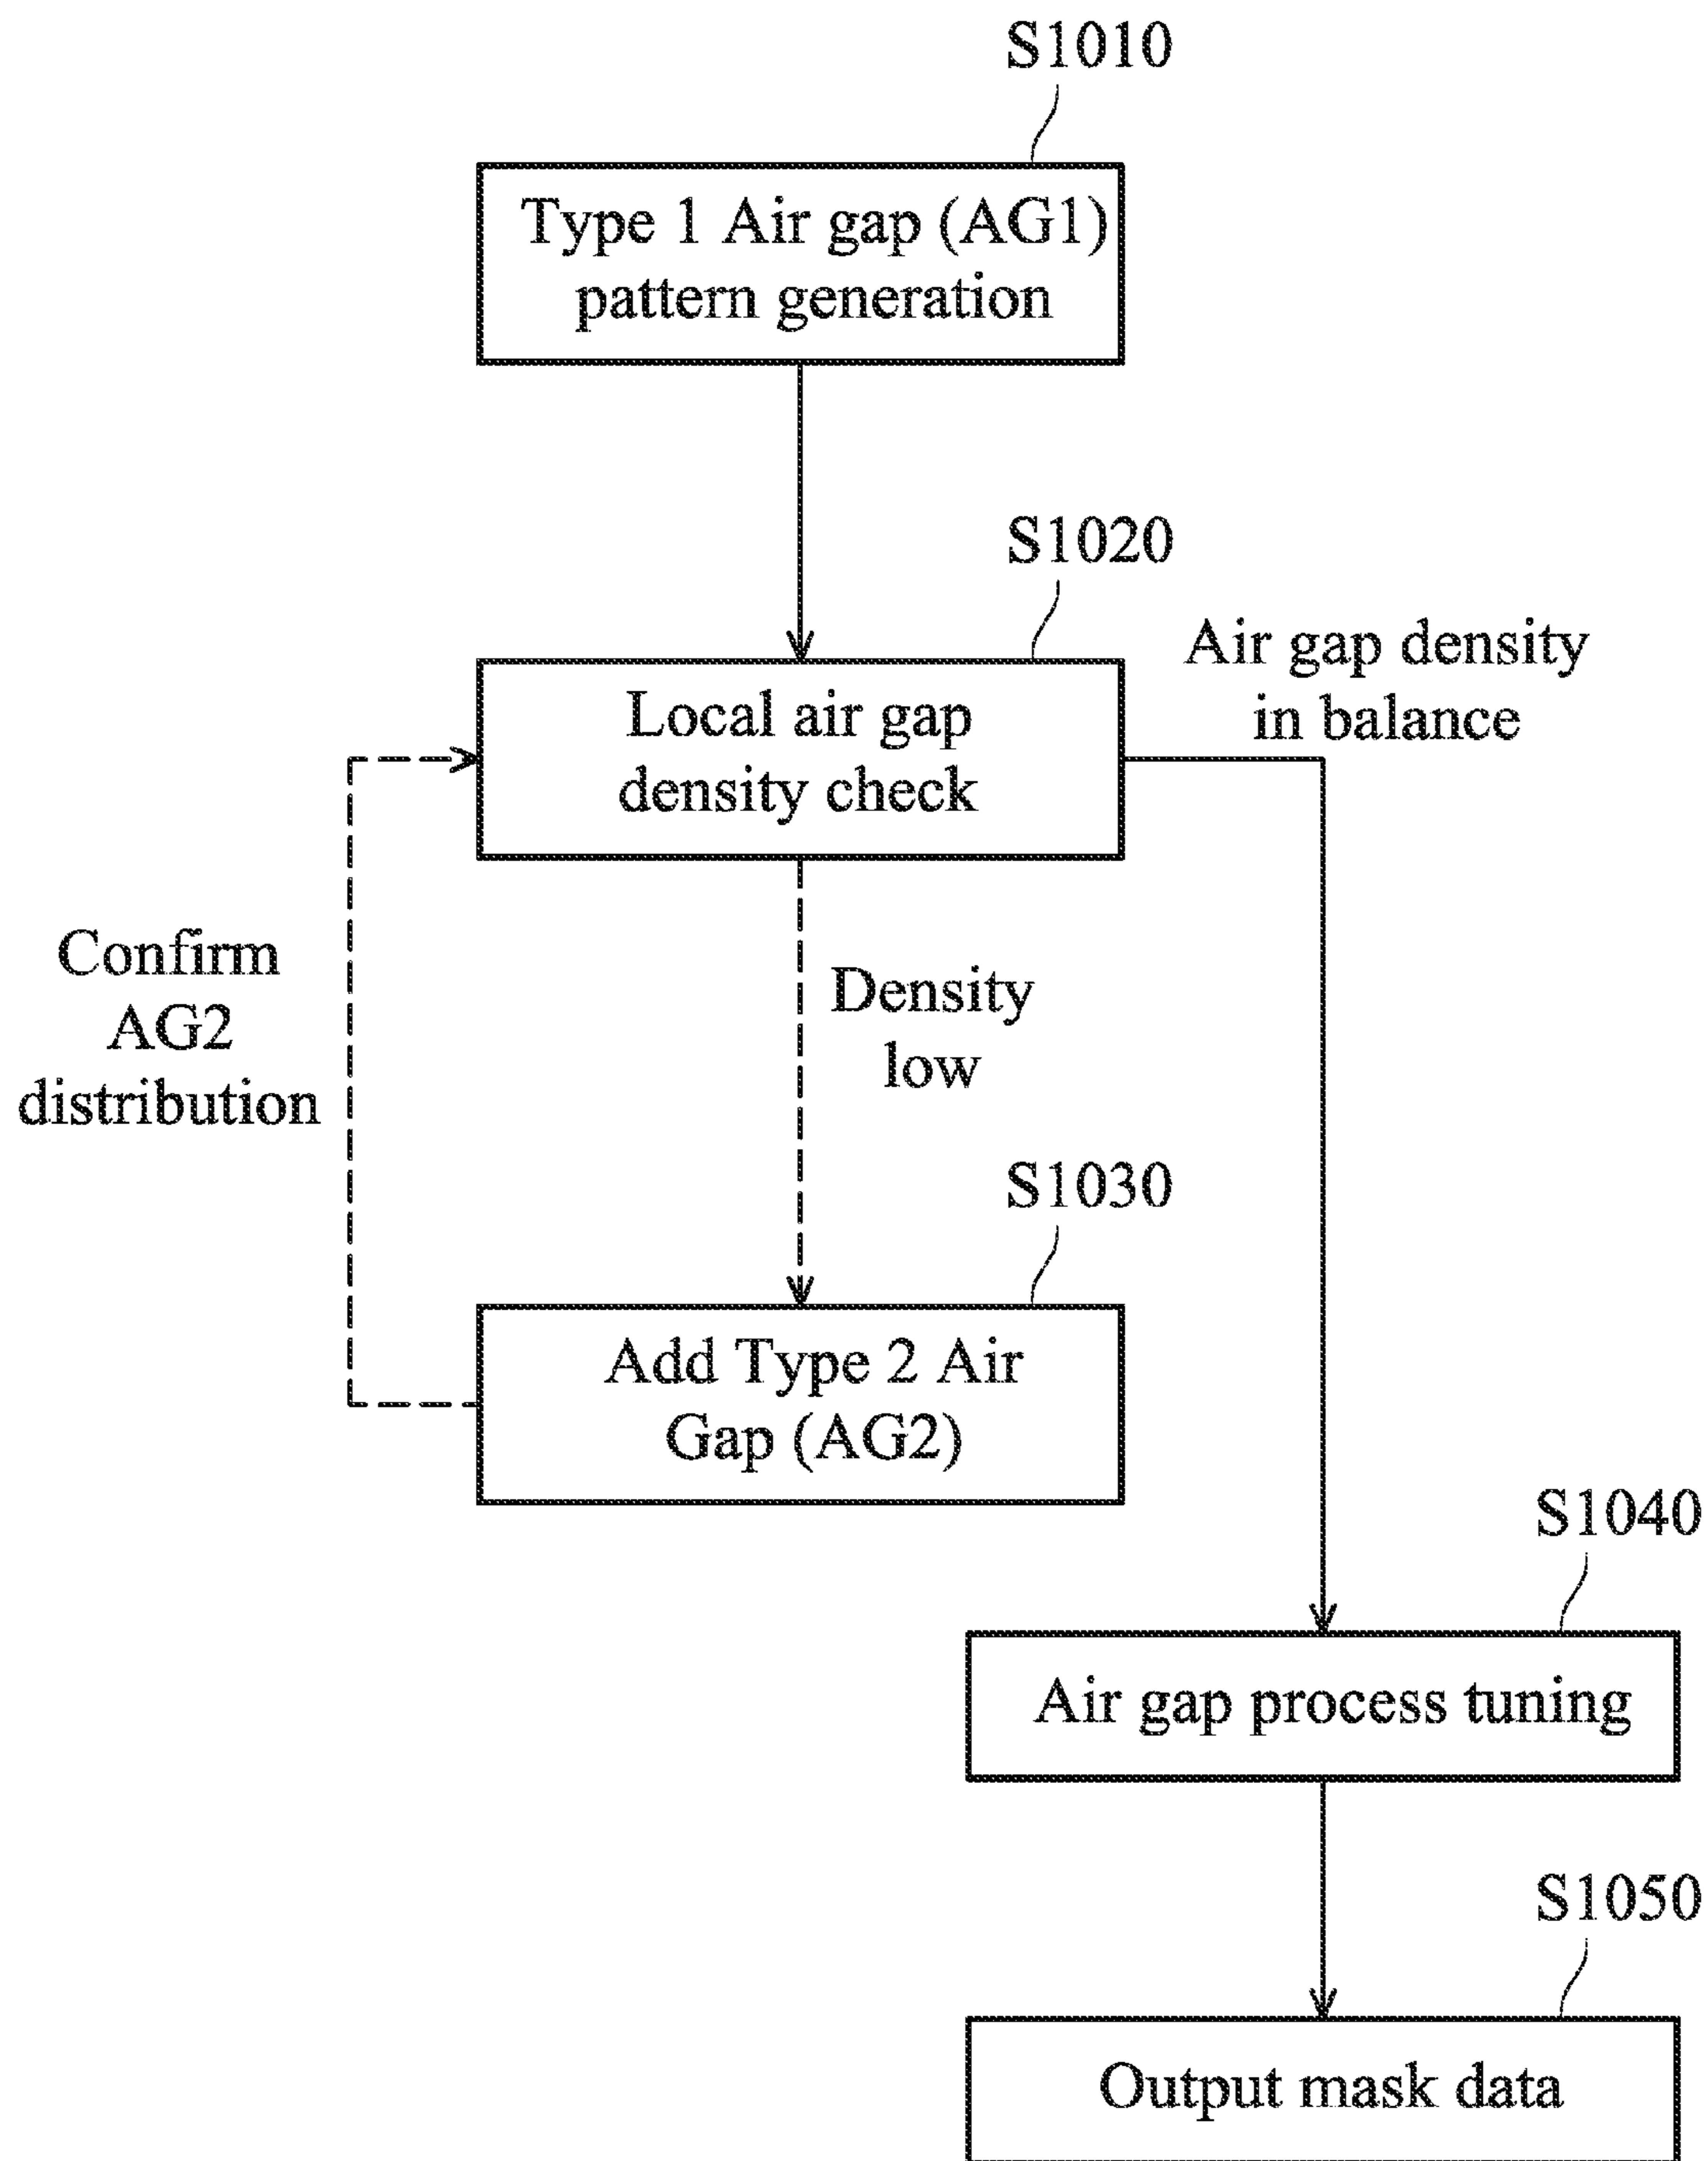 S1010
Type 1 Air gap (AG1)
pattern generation
S1020
Air gap density
in balance
Local air gap
density check
Confirm
AG2
distribution
Density
low
S1030
Add Type 2 Air
Gap (AG2)
S1040
Air gap process tuning
S1050
Output mask data